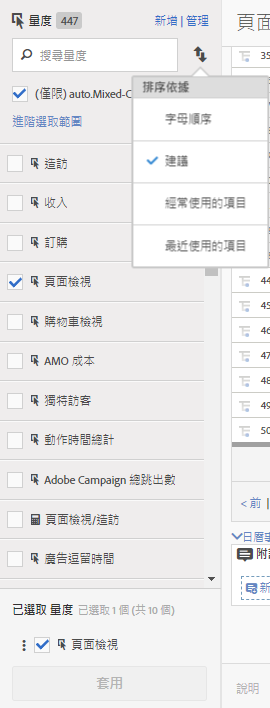 量度 447 新增 | 管理
頁面
搜尋量度
(僅限) auto.Mixed-C
進階選取範圍
排序依據
字母順序
建議
經常使用的項目
最近使用的項目
造訪
收入
訂購
頁面檢視
購物車檢視
AMO 成本
獨特訪客
動作時間總計
Adobe Campaign 總跳出數
頁面檢視/造訪
廣告逗留時間
已選取 量度 已選取 1 個 (共 10 個)
頁面檢視
套用
35
44
45
46
47
48
49
50
< 前 |
日曆事
附註
新
說明